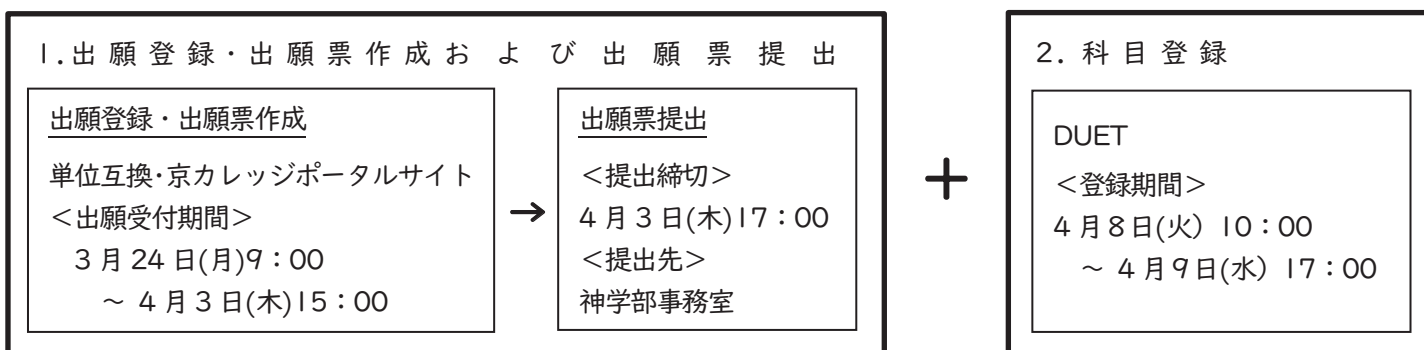 1.出願登録・出願票作成および出願票提出
出願登録・出願票作成
単位互換・京カレッジポータルサイト
<出願受付期間>
3月24日(月)9：00
～ 4月3日(木)15：00
→
出願票提出
<提出締切>
4月3日(木)17：00
<提出先>
神学部事務室
+
2. 科目登録
DUET
<登録期間>
4月8日(火) 10：00
～ 4月9日(水) 17：00